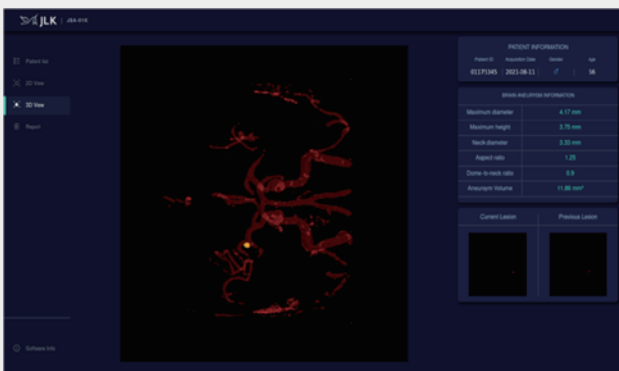 JLK | JBA-01K
Patient list
2D View
3D View
Report
Software Info
PATIENT INFORMATION
Patient ID Acquisition Date Gender Age
01171345 2021-08-11 ♂ 56
BRAIN ANEURYSM INFORMATION
Maximum diameter 4.17 mm
Maximum height 3.75 mm
Neck diameter 3.33 mm
Aspect ratio 1.25
Dome-to-neck ratio 0.9
Aneurysm Volume 11.86 mm³
Current Lesion Previous Lesion